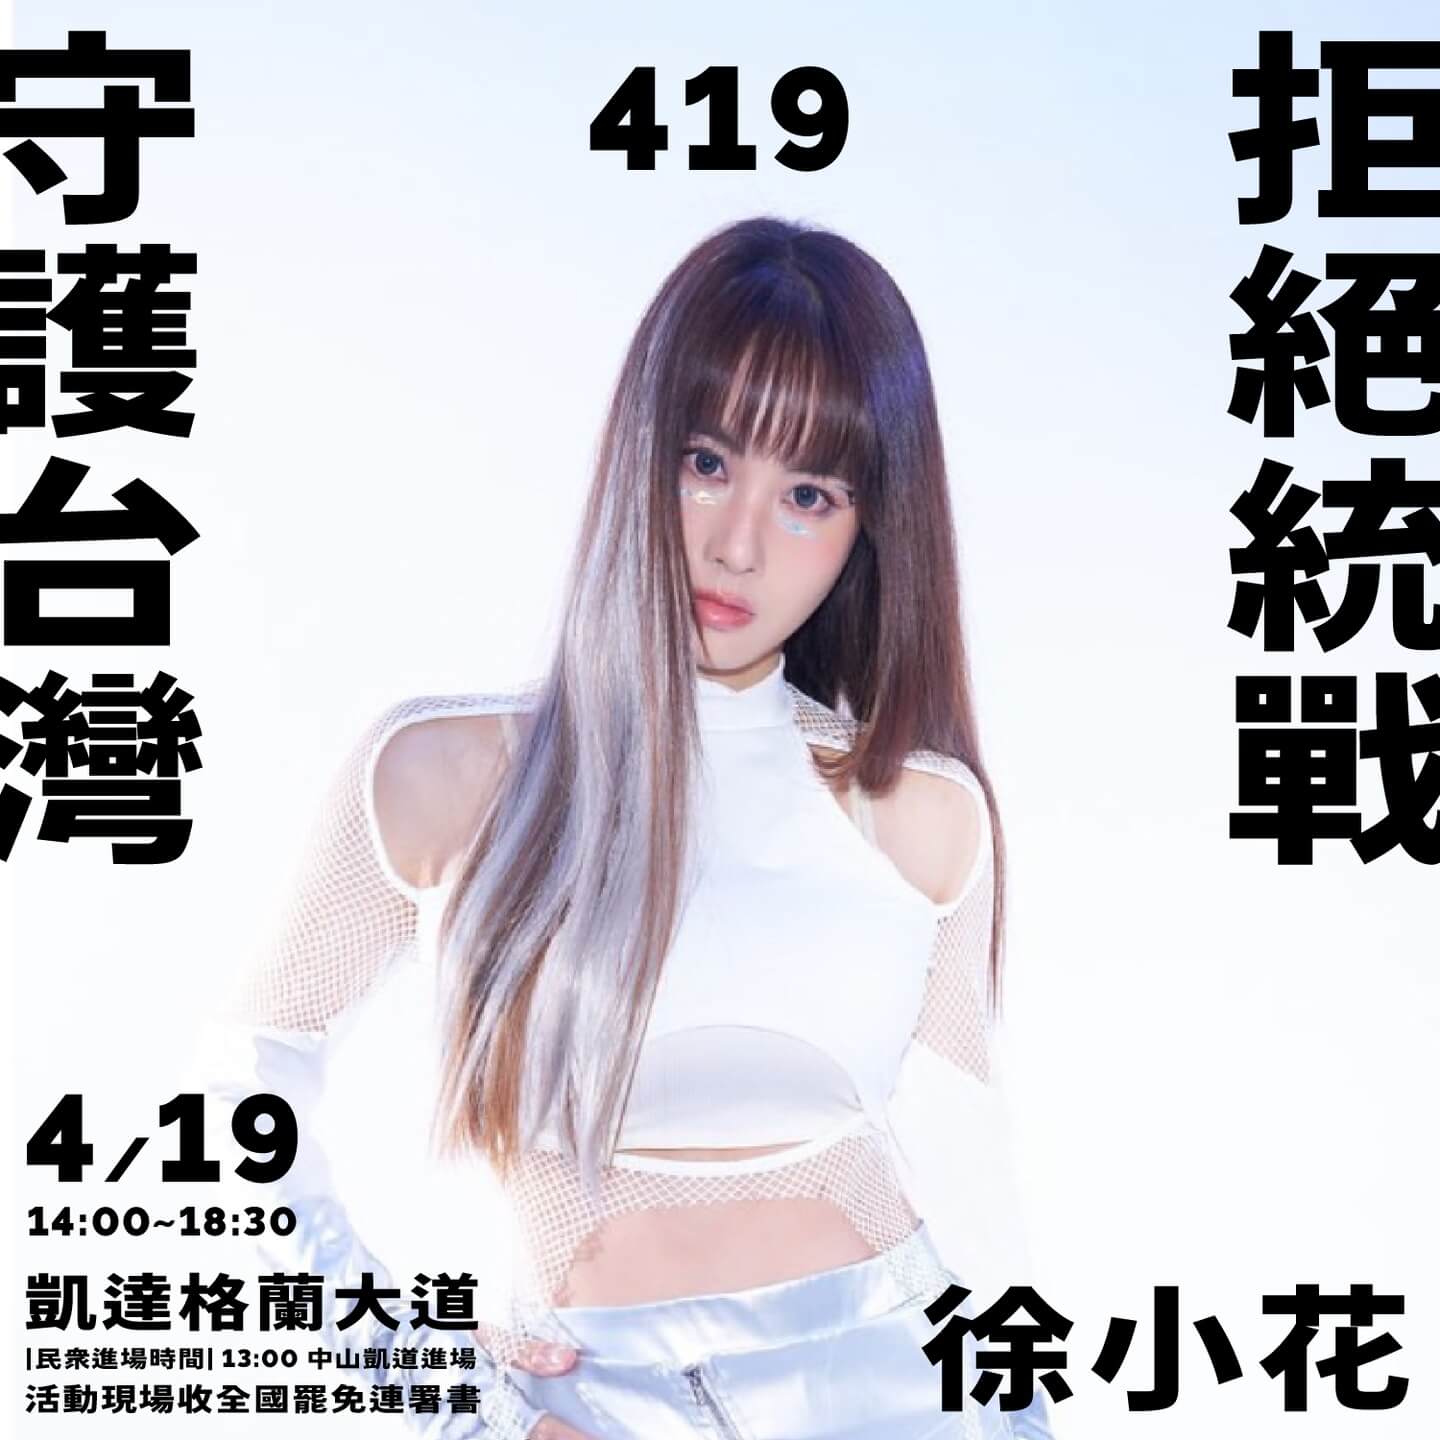 拒絕統戰
419
守護台灣
4/19
14:00~18:30
凱達格蘭大道
|民眾進場時間| 13:00 中山凱道進場
活動現場收全國罷免連署書
徐小花